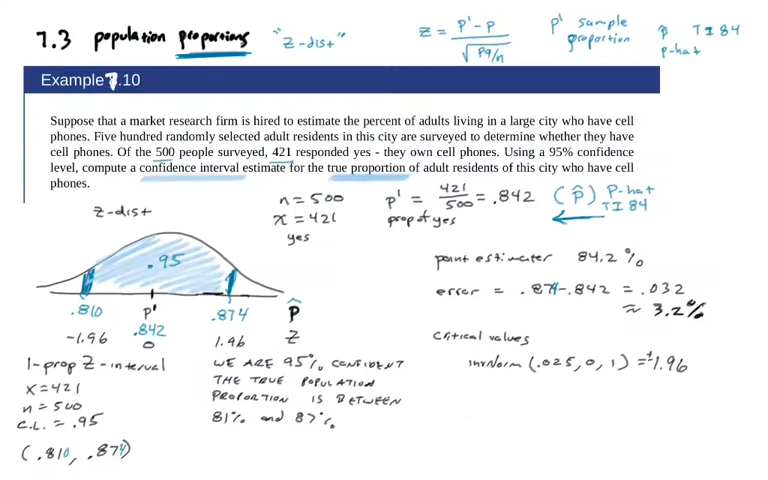 7.3 population proportions "Z-dist" Z = P'-P / √pq/n P' sample proportion p̂ TI84 p-hat
Example 7.10
Suppose that a market research firm is hired to estimate the percent of adults living in a large city who have cell
phones. Five hundred randomly selected adult residents in this city are surveyed to determine whether they have
cell phones. Of the 500 people surveyed, 421 responded yes - they own cell phones. Using a 95% confidence
level, compute a confidence interval estimate for the true proportion of adult residents of this city who have cell
phones.
Z-dist
.95
.810 P' .874 P̂
.842
-1.96 0 1.96 Z
n = 500
x = 421
yes
P' = 421/500 = .842 (p̂) P-hat
prop of yes TI84
point estimater 84.2%
error = .874-.842 = .032
≈ 3.2%
Critical values
invNorm (.025, 0, 1) = ±1.96
1-prop Z-interval
x = 421
n = 500
C.L. = .95
(.810, .874)
WE ARE 95% CONFIDENT
THE TRUE POPULATION
PROPORTION IS BETWEEN
81% and 87%